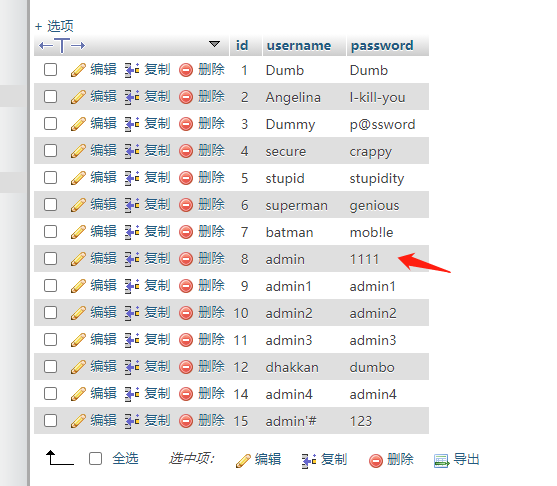 + 选项
id username password
编辑 复制 删除 1 Dumb Dumb
编辑 复制 删除 2 Angelina I-kill-you
编辑 复制 删除 3 Dummy p@ssword
编辑 复制 删除 4 secure crappy
编辑 复制 删除 5 stupid stupidity
编辑 复制 删除 6 superman genious
编辑 复制 删除 7 batman mob!le
编辑 复制 删除 8 admin 1111
编辑 复制 删除 9 admin1 admin1
编辑 复制 删除 10 admin2 admin2
编辑 复制 删除 11 admin3 admin3
编辑 复制 删除 12 dhakkan dumbo
编辑 复制 删除 14 admin4 admin4
编辑 复制 删除 15 admin'# 123
全选 选中项： 编辑 复制 删除 导出